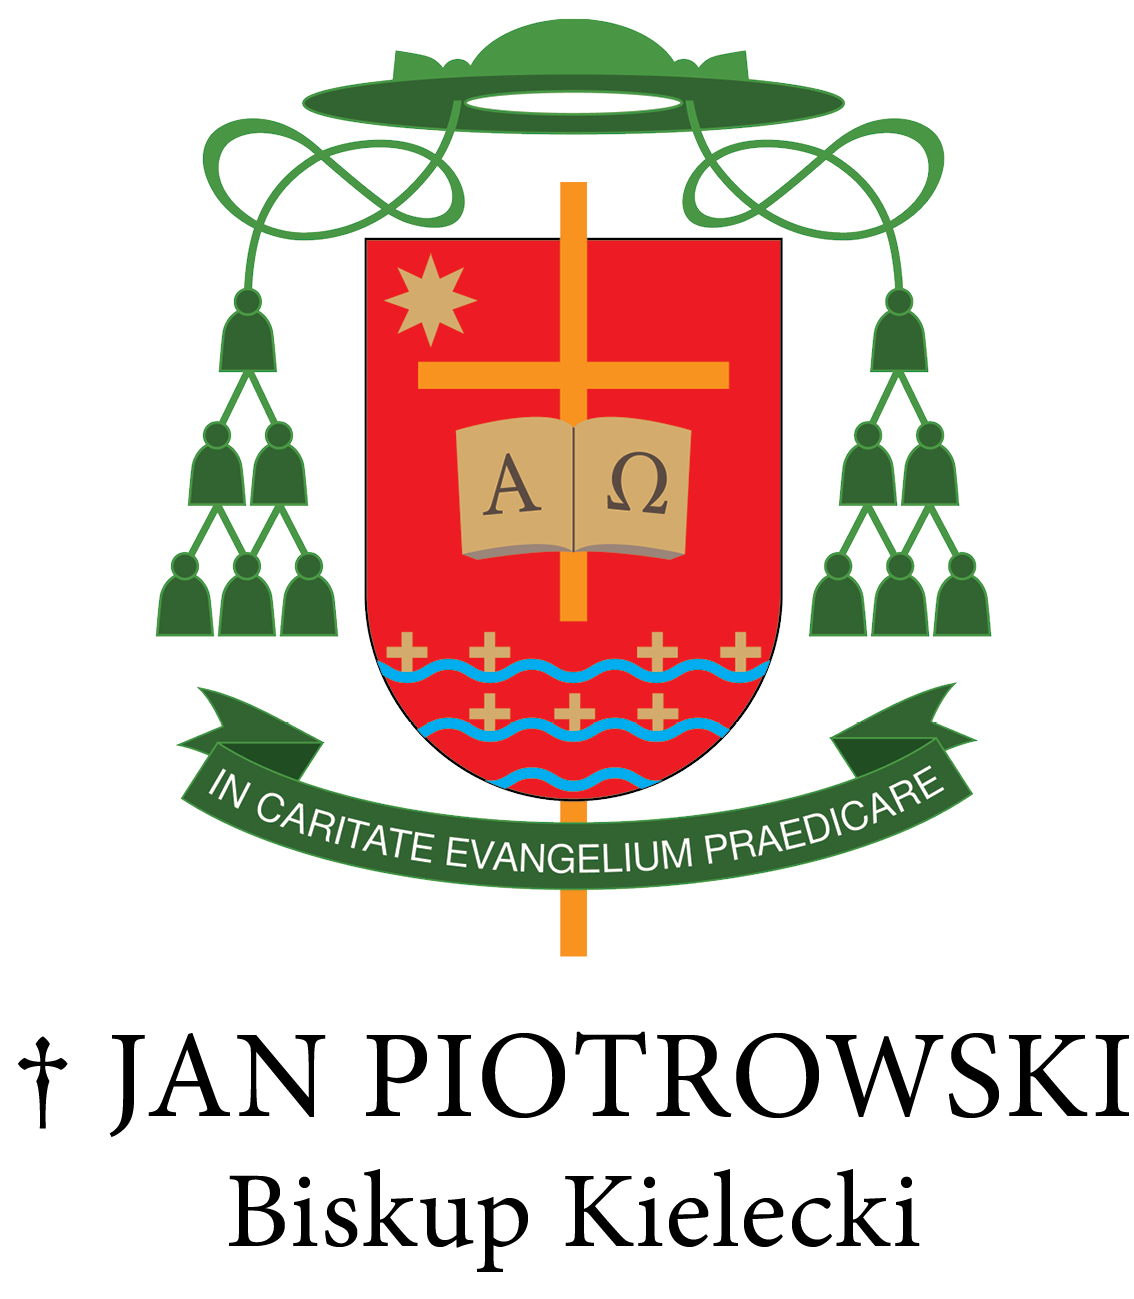 Α Ω
IN CARITATE EVANGELIUM PRAEDICARE
† JAN PIOTROWSKI
Biskup Kielecki